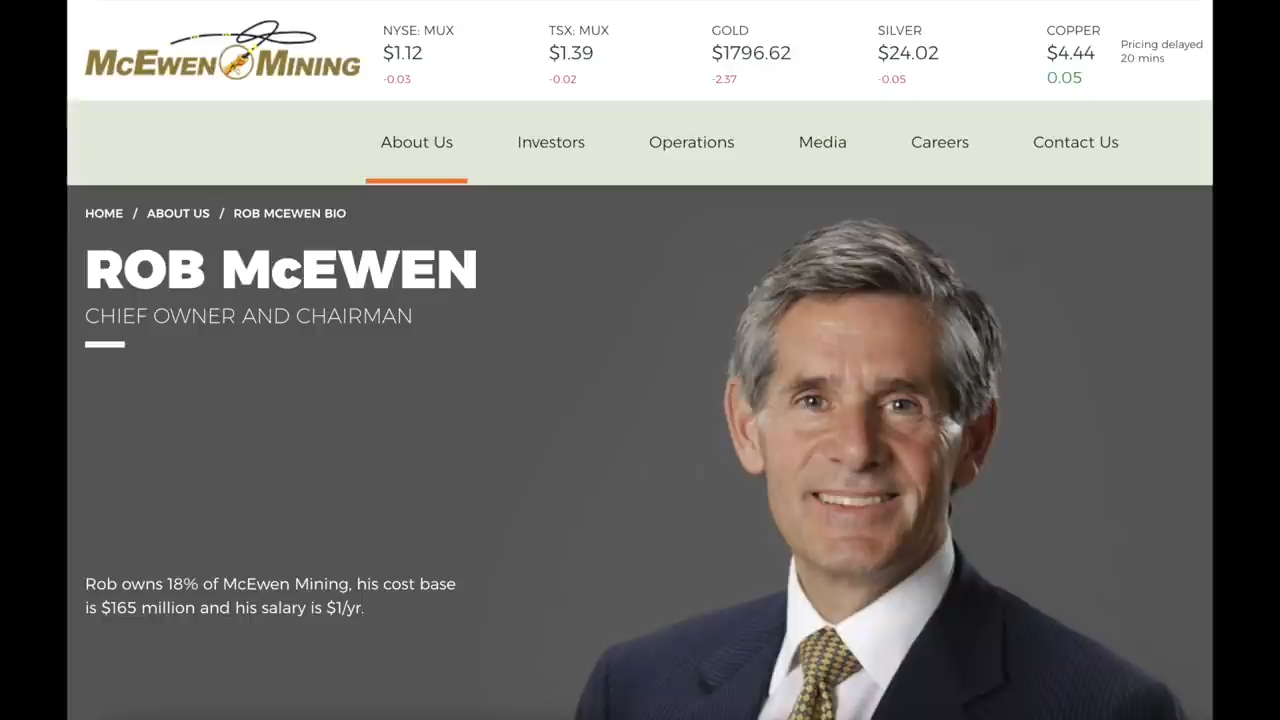 McEWEN MINING
NYSE: MUX
$1.12
-0.03
TSX: MUX
$1.39
-0.02
GOLD
$1796.62
-2.37
SILVER
$24.02
-0.05
COPPER
$4.44
0.05
Pricing delayed
20 mins
About Us
Investors
Operations
Media
Careers
Contact Us
HOME / ABOUT US / ROB MCEWEN BIO
ROB McEWEN
CHIEF OWNER AND CHAIRMAN
Rob owns 18% of McEwen Mining, his cost base
is $165 million and his salary is $1/yr.